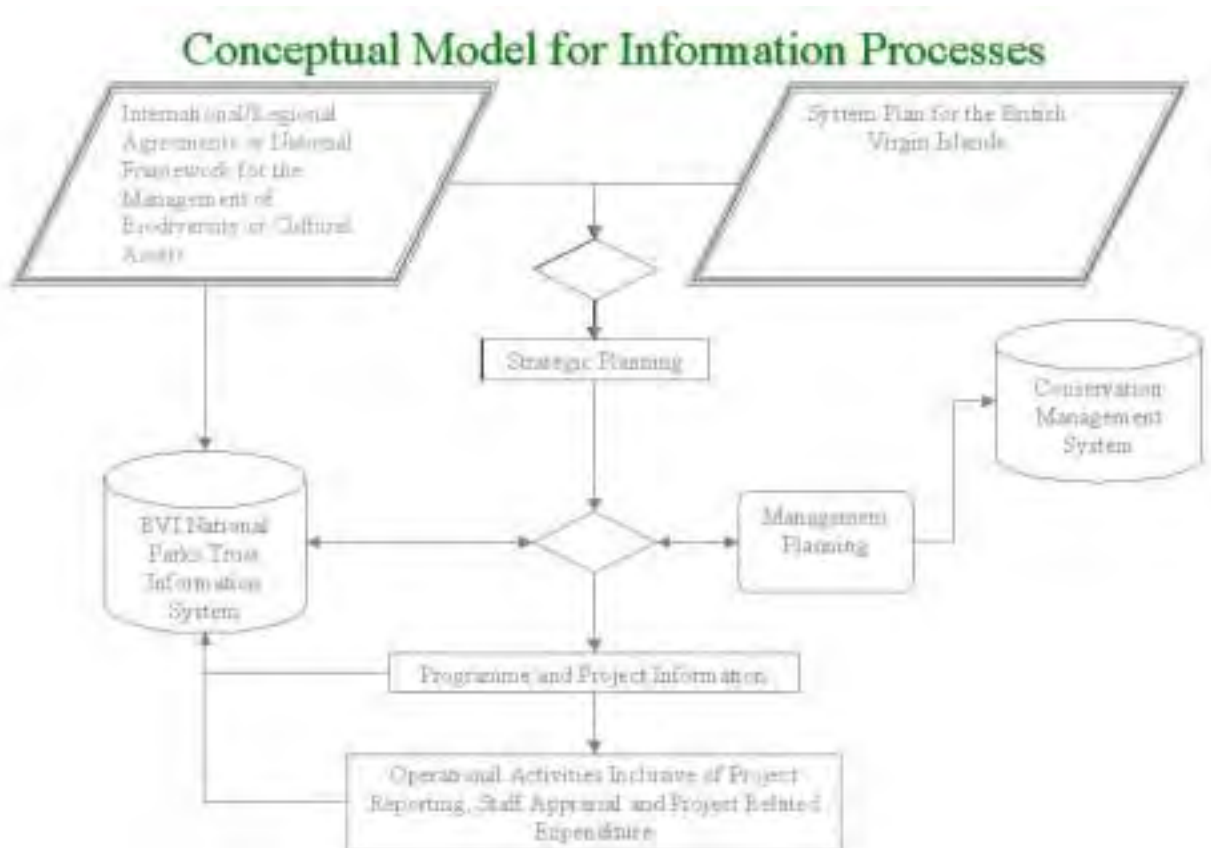 Conceptual Model for Information Processes
International/Regional
Agreements or National
Framework for the
Management of
Biodiversity or Cultural
Assets
System Plan for the British
Virgin Islands
Strategic Planning
Conservation
Management
System
BVI National
Parks Trust
Information
System
Management
Planning
Programme and Project Information
Operational Activities Inclusive of Project
Reporting, Staff Appraisal and Project Related
Expenditure